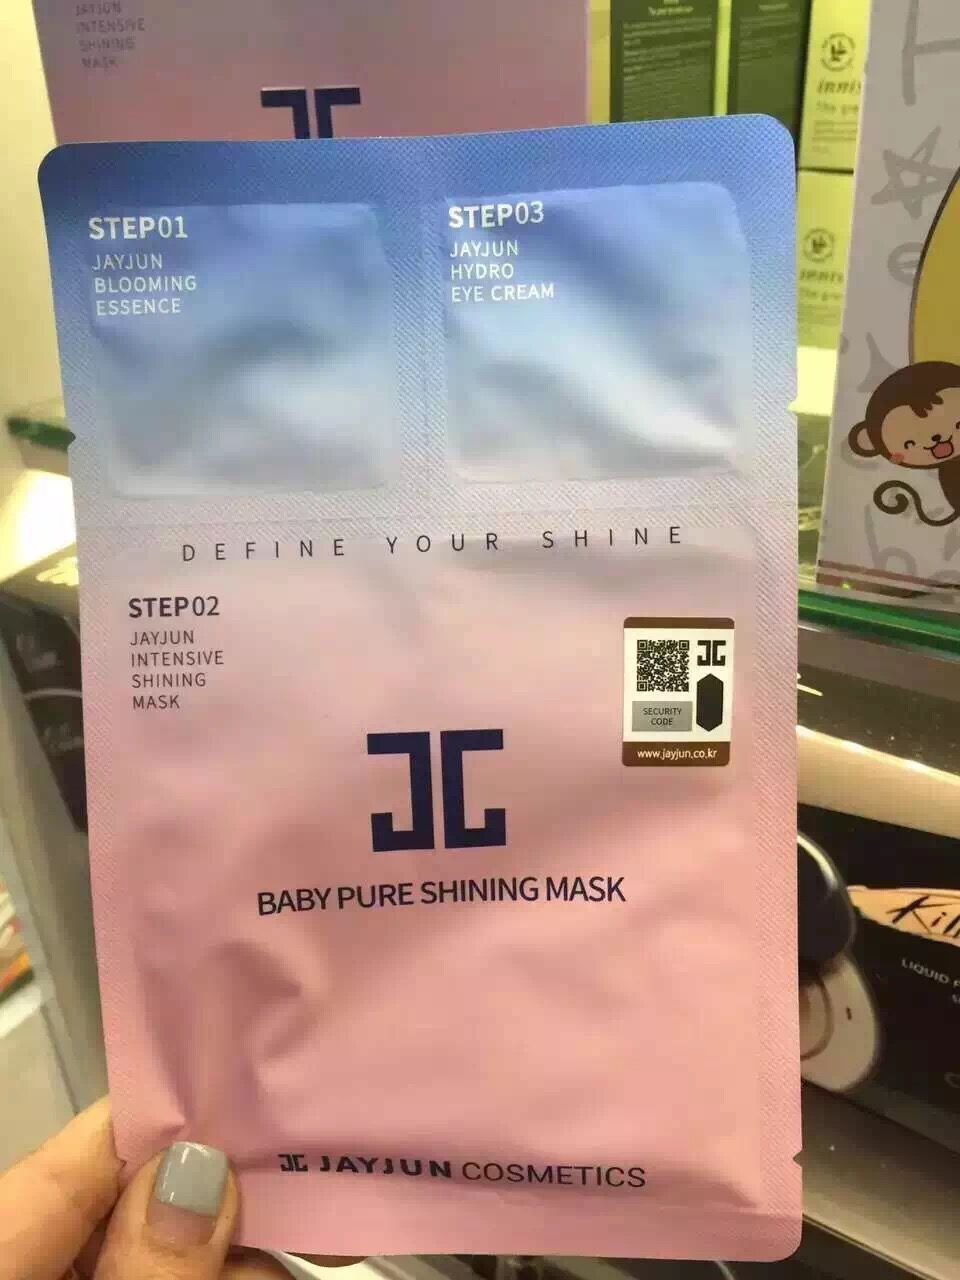 JAYJUN
INTENSIVE
SHINING
MASK
STEP01
JAYJUN
BLOOMING
ESSENCE
STEP03
JAYJUN
HYDRO
EYE CREAM
DEFINE YOUR SHINE
STEP02
JAYJUN
INTENSIVE
SHINING
MASK
SECURITY
CODE
www.jayjun.co.kr
BABY PURE SHINING MASK
JAYJUN COSMETICS
LIQUID